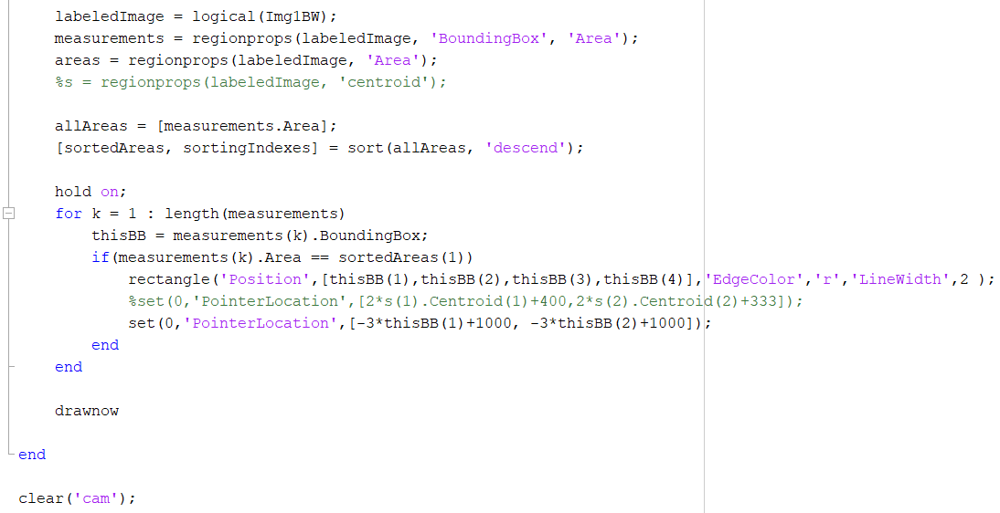 labeledImage = logical(Img1BW);
measurements = regionprops(labeledImage, 'BoundingBox', 'Area');
areas = regionprops(labeledImage, 'Area');
%s = regionprops(labeledImage, 'centroid');
allAreas = [measurements.Area];
[sortedAreas, sortingIndexes] = sort(allAreas, 'descend');
hold on;
for k = 1 : length(measurements)
thisBB = measurements(k).BoundingBox;
if(measurements(k).Area == sortedAreas(1))
rectangle('Position',[thisBB(1),thisBB(2),thisBB(3),thisBB(4)],'EdgeColor','r','LineWidth',2 );
%set(0,'PointerLocation',[2*s(1).Centroid(1)+400,2*s(2).Centroid(2)+333]);
set(0,'PointerLocation',[-3*thisBB(1)+1000, -3*thisBB(2)+1000]);
end
end
drawnow
end
clear('cam');